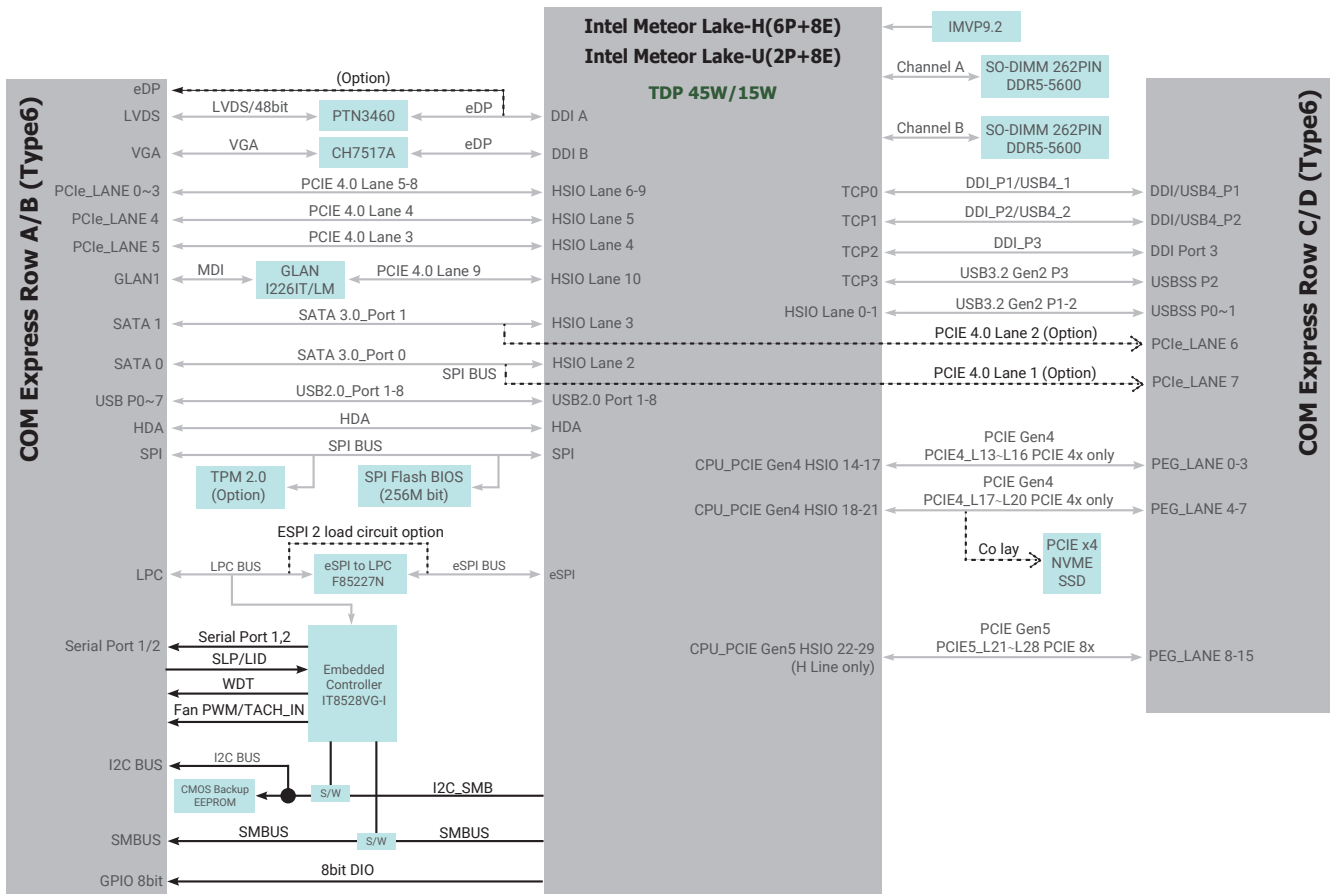 Intel Meteor Lake-H(6P+8E)
Intel Meteor Lake-U(2P+8E)
TDP 45W/15W
IMVP9.2
Channel A
SO-DIMM 262PIN
DDR5-5600
Channel B
SO-DIMM 262PIN
DDR5-5600
COM Express Row A/B (Type6)
COM Express Row C/D (Type6)
eDP
(Option)
LVDS
LVDS/48bit
PTN3460
eDP
DDI A
VGA
VGA
CH7517A
eDP
DDI B
PCIe_LANE 0~3
PCIE 4.0 Lane 5-8
HSIO Lane 6-9
PCIe_LANE 4
PCIE 4.0 Lane 4
HSIO Lane 5
PCIe_LANE 5
PCIE 4.0 Lane 3
HSIO Lane 4
GLAN1
MDI
GLAN
I226IT/LM
PCIE 4.0 Lane 9
HSIO Lane 10
SATA 1
SATA 3.0_Port 1
HSIO Lane 3
SATA 0
SATA 3.0_Port 0
HSIO Lane 2
SPI BUS
USB P0~7
USB2.0_Port 1-8
USB2.0 Port 1-8
HDA
HDA
HDA
SPI
SPI BUS
SPI
TPM 2.0
(Option)
SPI Flash BIOS
(256M bit)
ESPI 2 load circuit option
LPC
LPC BUS
eSPI to LPC
F85227N
eSPI BUS
eSPI
Serial Port 1/2
Serial Port 1,2
SLP/LID
WDT
Fan PWM/TACH_IN
Embedded
Controller
IT8528VG-I
I2C BUS
I2C BUS
CMOS Backup
EEPROM
S/W
I2C_SMB
SMBUS
SMBUS
S/W
SMBUS
GPIO 8bit
8bit DIO
TCP0
DDI_P1/USB4_1
DDI/USB4_P1
TCP1
DDI_P2/USB4_2
DDI/USB4_P2
TCP2
DDI_P3
DDI Port 3
TCP3
USB3.2 Gen2 P3
USBSS P2
HSIO Lane 0-1
USB3.2 Gen2 P1-2
USBSS P0~1
PCIE 4.0 Lane 2 (Option)
PCIe_LANE 6
PCIE 4.0 Lane 1 (Option)
PCIe_LANE 7
CPU_PCIE Gen4 HSIO 14-17
PCIE Gen4
PCIE4_L13~L16 PCIE 4x only
PEG_LANE 0-3
CPU_PCIE Gen4 HSIO 18-21
PCIE Gen4
PCIE4_L17~L20 PCIE 4x only
PEG_LANE 4-7
Co lay
PCIE x4
NVME
SSD
CPU_PCIE Gen5 HSIO 22-29
(H Line only)
PCIE Gen5
PCIE5_L21~L28 PCIE 8x
PEG_LANE 8-15